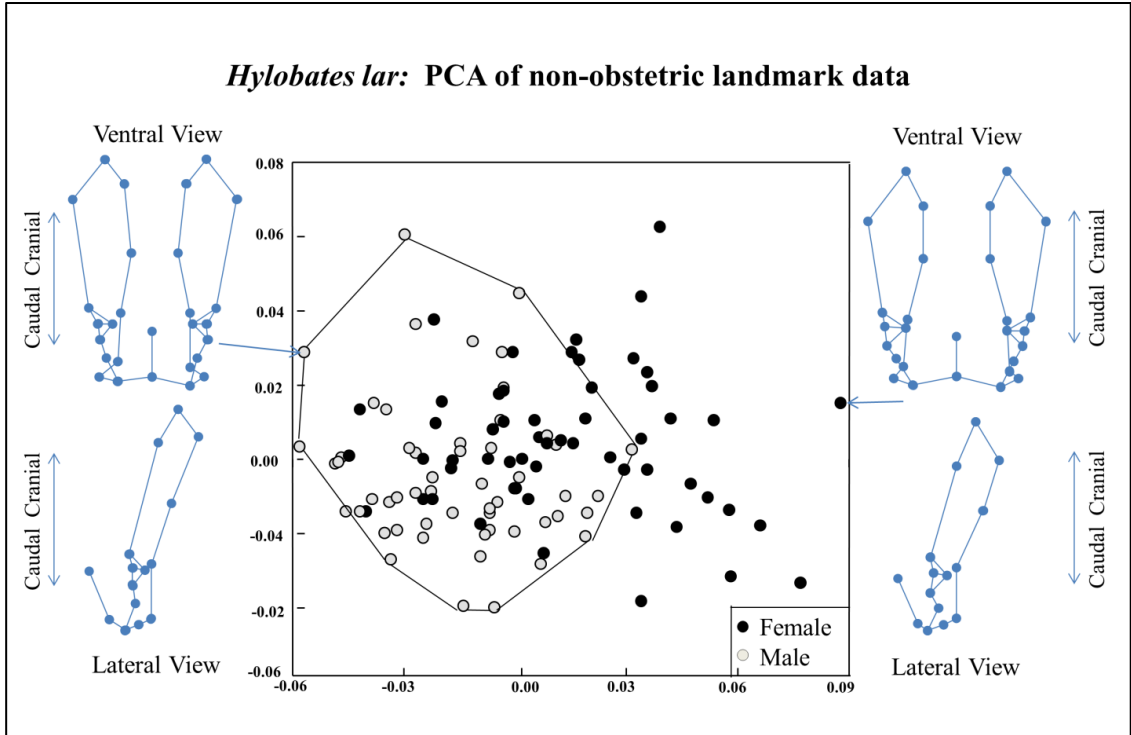 Hylobates lar: PCA of non-obstetric landmark data
Ventral View
Ventral View
Caudal Cranial
Caudal Cranial
Caudal Cranial
Caudal Cranial
0.08
0.06
0.04
0.02
0.00
-0.04
-0.02
-0.06
-0.06
-0.03
0.00
0.03
0.06
0.09
Female
Male
Lateral View
Lateral View